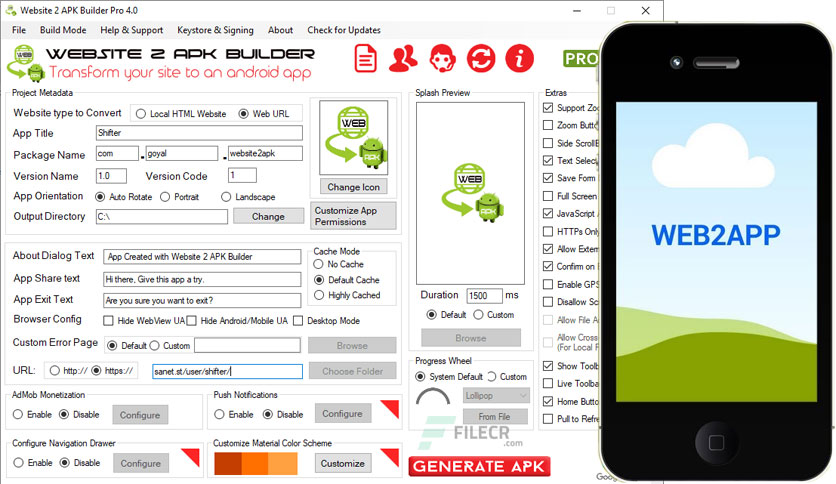 Website 2 APK Builder Pro 4.0
File Build Mode Help & Support Keystore & Signing About Check for Updates
WEBSITE 2 APK BUILDER
Transform your site to an android app
PRO
Project Metadata
Website type to Convert Local HTML Website Web URL
App Title Shifter
Package Name com . goyal . website2apk
Version Name 1.0 Version Code 1
App Orientation Auto Rotate Portrait Landscape
Output Directory C:\ Change
WEB
APK
Change Icon
Customize App
Permissions
About Dialog Text App Created with Website 2 APK Builder
App Share text Hi there, Give this app a try.
App Exit Text Are you sure you want to exit?
Browser Config Hide WebView UA Hide Android/Mobile UA Desktop Mode
Custom Error Page Default Custom Browse
URL: http:// https:// sanet.st/user/shifter/ Choose Folder
Cache Mode
No Cache
Default Cache
Highly Cached
AdMob Monetization
Enable Disable Configure
Push Notifications
Enable Disable Configure
Configure Navigation Drawer
Enable Disable Configure
Customize Material Color Scheme
Customize
Splash Preview
WEB
APK
Duration 1500 ms
Default Custom
Browse
Progress Wheel
System Default Custom
Lollipop
From File
FILECR
.com
GENERATE APK
Extras
Support Zoo
Zoom Butto
Side ScrollB
Text Select
Save Form
Full Screen
JavaScript
HTTPs Only
Allow Extern
Confirm on
Enable GPS
Disallow Sc
Allow File A
Allow Cross
(For Local F
Show Toolb
Live Toolba
Home Butto
Pull to Refre
Goog
WEB2APP